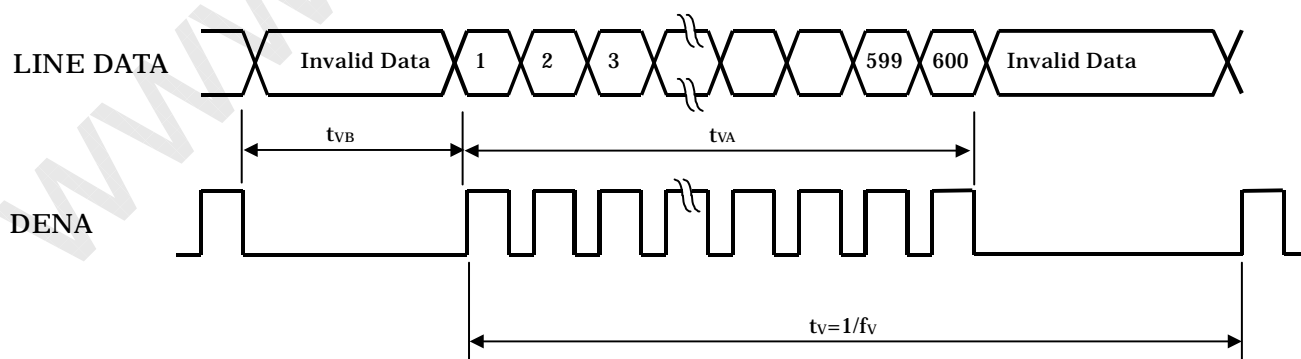 LINE DATA Invalid Data 1 2 3 599 600 Invalid Data
tVB tVA
DENA
tV=1/fV